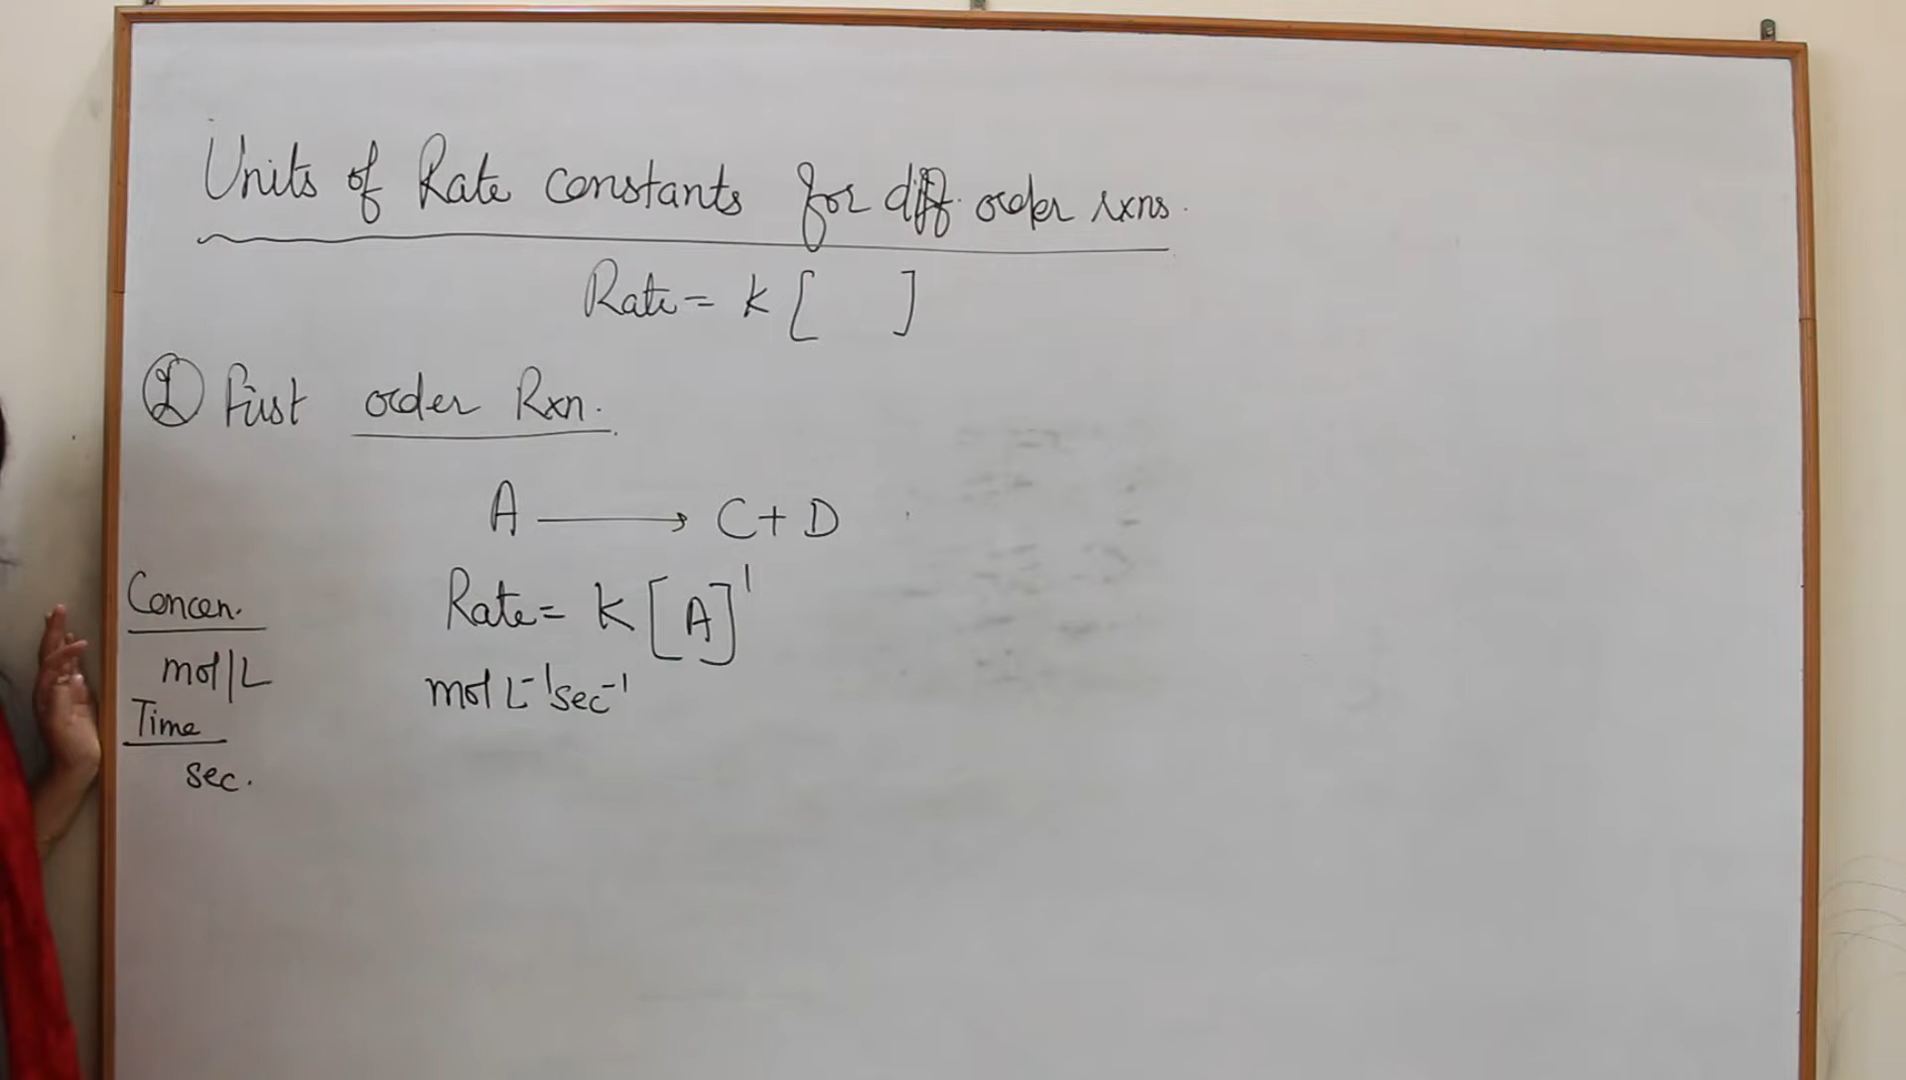 Units of Rate constants for diff. order rxns.
Rate = k [ ]
① First order Rxn.
A ⟶ C + D
Concen.
Rate = k [A]¹
mol/L
mol L⁻¹ sec⁻¹
Time
sec.